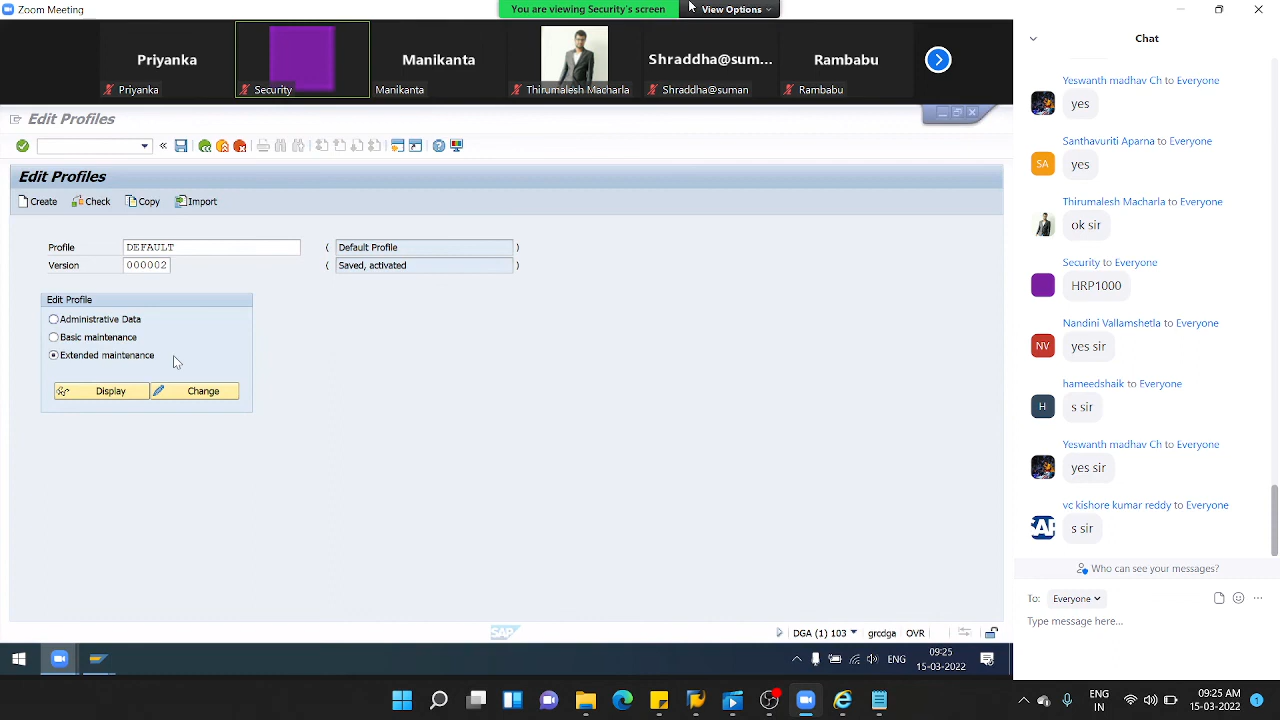 Zoom Meeting
You are viewing Security's screen
View Options
Priyanka
Manikanta
Shraddha@sum...
Rambabu
Priyanka
Security
Manikanta
Thirumalesh Macharla
Shraddha@suman
Rambabu
Edit Profiles
Edit Profiles
Create
Check
Copy
Import
Profile
DEFAULT
( Default Profile )
Version
000002
( Saved, activated )
Edit Profile
Administrative Data
Basic maintenance
Extended maintenance
Display
Change
SAP
DGA (1) 103
grcdga
OVR
ENG
09:25
15-03-2022
Chat
Yeswanth madhav Ch to Everyone
yes
Santhavuriti Aparna to Everyone
SA
yes
Thirumalesh Macharla to Everyone
ok sir
Security to Everyone
HRP1000
Nandini Vallamshetla to Everyone
NV
yes sir
hameedshaik to Everyone
H
s sir
Yeswanth madhav Ch to Everyone
yes sir
vc kishore kumar reddy to Everyone
SAP
s sir
Who can see your messages?
To:
Everyone
Type message here...
ENG
IN
09:25 AM
15-03-2022
1